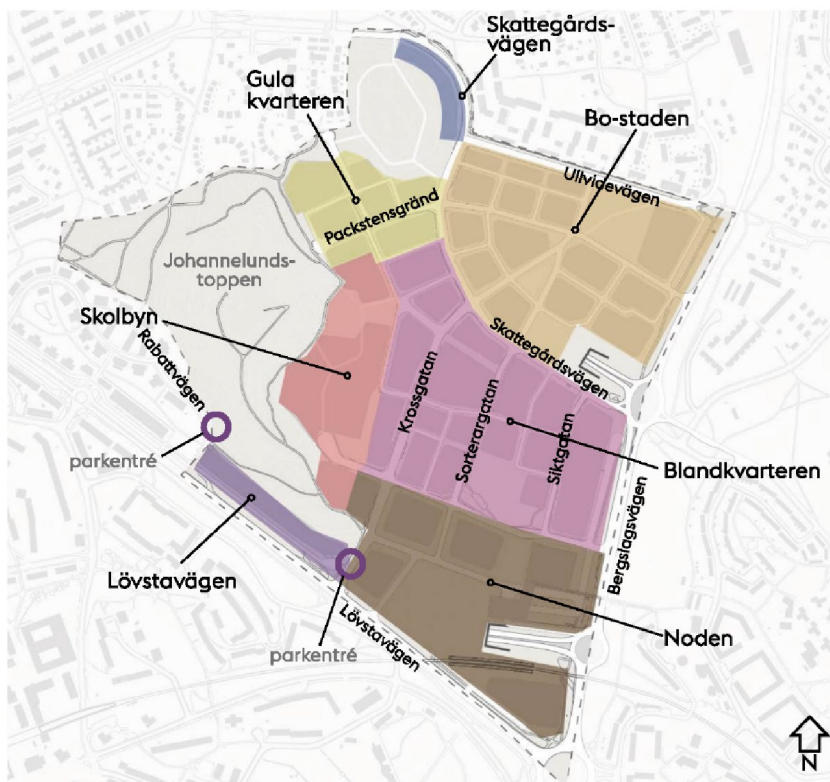 Skattegårds-
vägen
Gula
kvarteren
Bo-staden
Ullvidevägen
Packstensgränd
Johannelunds-
toppen
Skolbyn
Rabattvägen
Skattegårdsvägen
Krossgatan
Sorterargatan
Siktgatan
parkentré
Blandkvarteren
Bergslagsvägen
Lövstavägen
Lövstavägen
parkentré
Noden
N